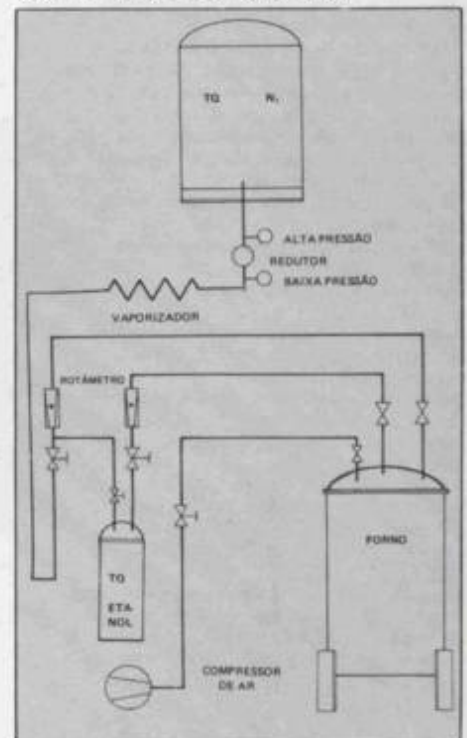 TQ N₂
ALTA PRESSÃO
REDUTOR
BAIXA PRESSÃO
VAPORIZADOR
ROTÂMETRO
FORNO
TQ
ETA
NOL
COMPRESSOR
DE AR